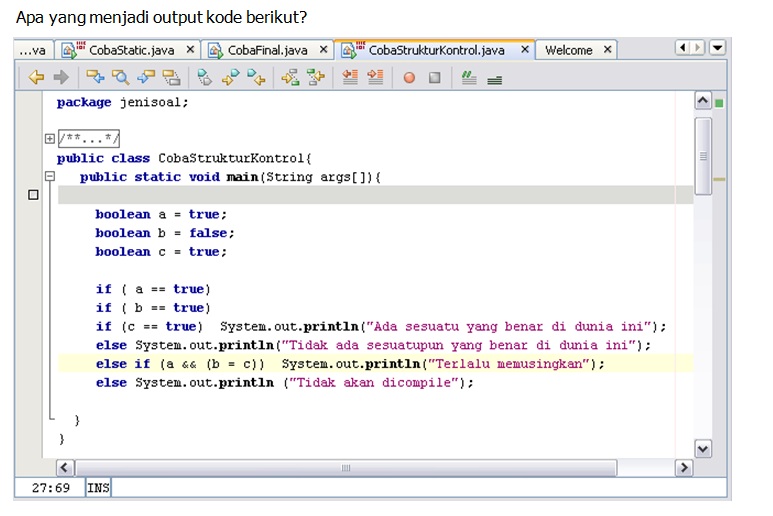 Apa yang menjadi output kode berikut?
...va CobaStatic.java CobaFinal.java CobaStrukturKontrol.java Welcome
package jenisoal;
/**...*/
public class CobaStrukturKontrol{
public static void main(String args[]){
boolean a = true;
boolean b = false;
boolean c = true;
if ( a == true)
if ( b == true)
if (c == true) System.out.println("Ada sesuatu yang benar di dunia ini");
else System.out.println("Tidak ada sesuatupun yang benar di dunia ini");
else if (a && (b = c)) System.out.println("Terlalu memusingkan");
else System.out.println ("Tidak akan dicompile");
}
}
27:69 INS